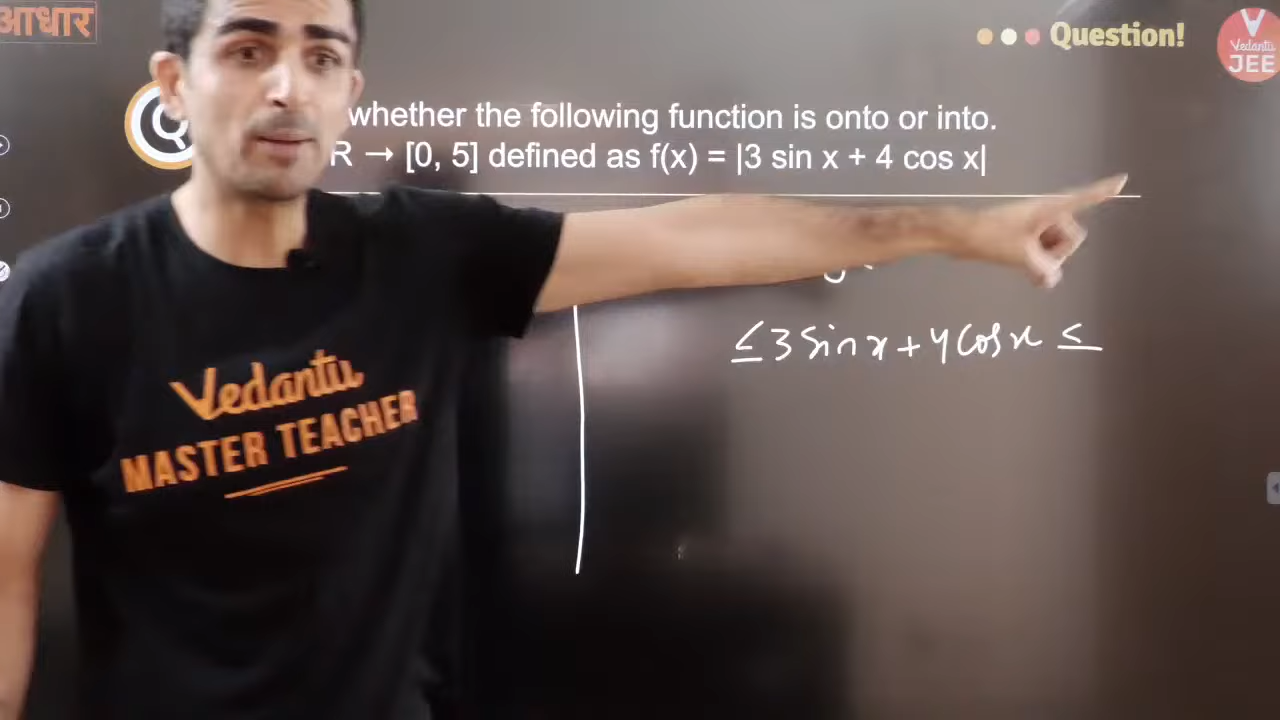 आधार
Question!
Vedantu
JEE
Q
whether the following function is onto or into.
R → [0, 5] defined as f(x) = |3 sin x + 4 cos x|
≤ 3 sin x + 4 cos x ≤
Vedantu
MASTER TEACHER